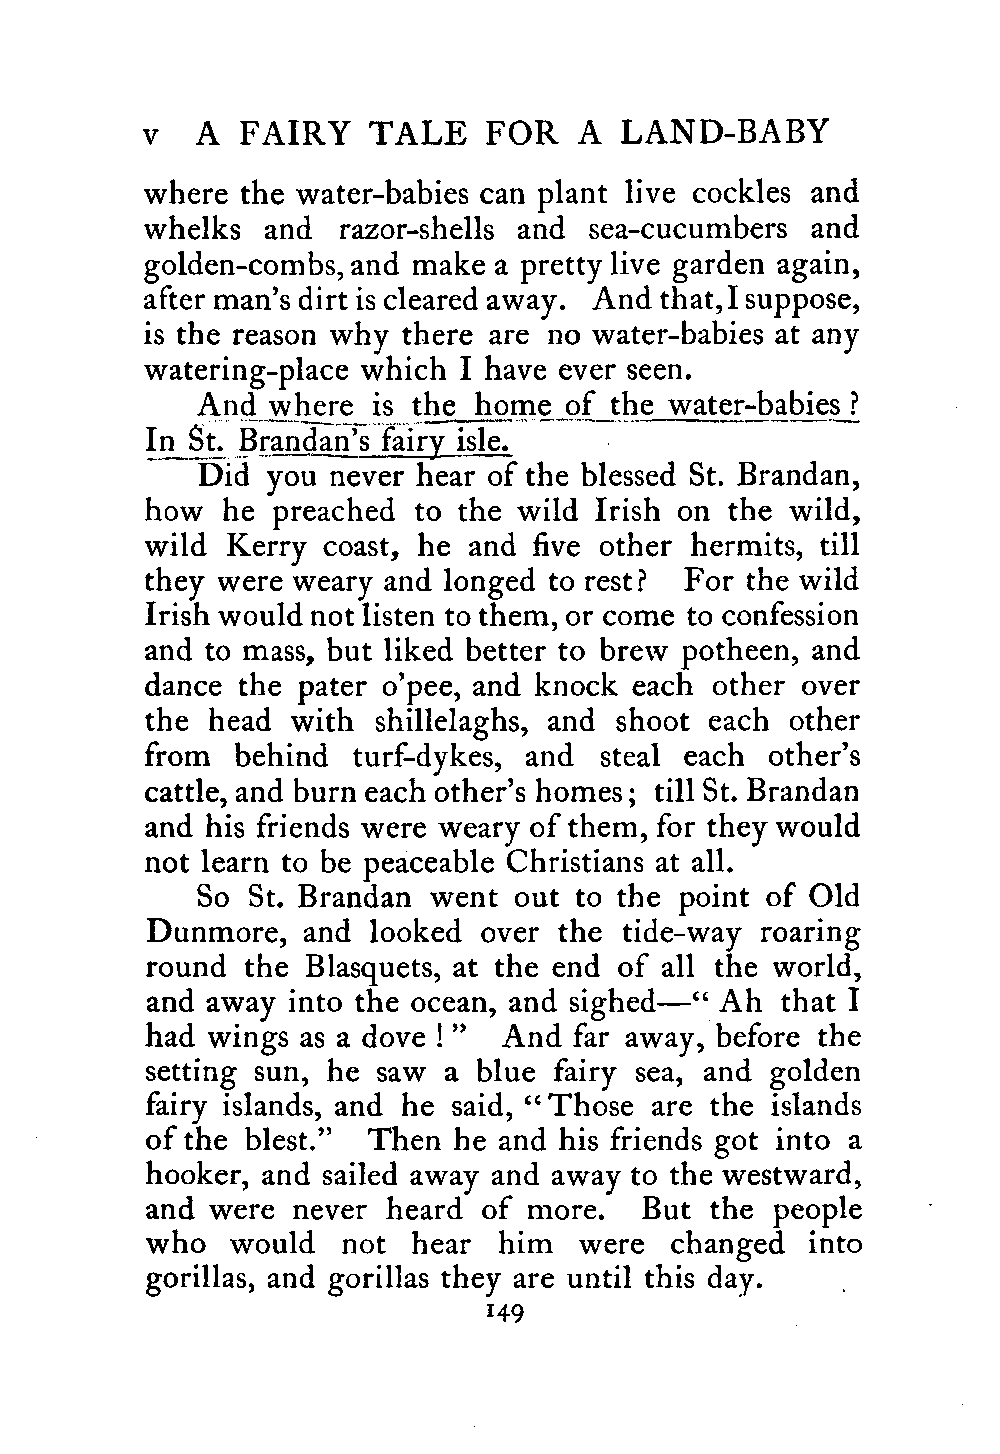 v A FAIRY TALE FOR A LAND-BABY
where the water-babies can plant live cockles and
whelks and razor-shells and sea-cucumbers and
golden-combs, and make a pretty live garden again,
after man's dirt is cleared away. And that, I suppose,
is the reason why there are no water-babies at any
watering-place which I have ever seen.
And where is the home of the water-babies ?
In St. Brandan's fairy isle.
Did you never hear of the blessed St. Brandan,
how he preached to the wild Irish on the wild,
wild Kerry coast, he and five other hermits, till
they were weary and longed to rest? For the wild
Irish would not listen to them, or come to confession
and to mass, but liked better to brew potheen, and
dance the pater o'pee, and knock each other over
the head with shillelaghs, and shoot each other
from behind turf-dykes, and steal each other's
cattle, and burn each other's homes ; till St. Brandan
and his friends were weary of them, for they would
not learn to be peaceable Christians at all.
So St. Brandan went out to the point of Old
Dunmore, and looked over the tide-way roaring
round the Blasquets, at the end of all the world,
and away into the ocean, and sighed—“ Ah that I
had wings as a dove ! ” And far away, before the
setting sun, he saw a blue fairy sea, and golden
fairy islands, and he said, “ Those are the islands
of the blest.” Then he and his friends got into a
hooker, and sailed away and away to the westward,
and were never heard of more. But the people
who would not hear him were changed into
gorillas, and gorillas they are until this day.
149